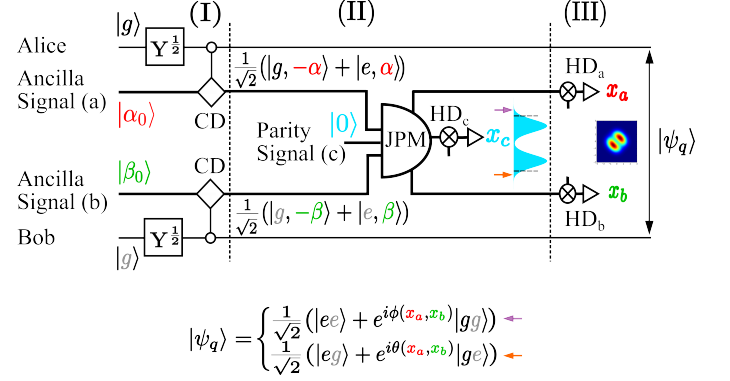 (I) (II) (III)
|g⟩
Alice
Y^{1/2}
HD_a
Ancilla Signal (a)
1/√2(|g, -α⟩ + |e, α⟩)
x_a
|α_0⟩
CD
Parity Signal (c)
|0⟩
JPM
HD_c
x_c
|ψ_q⟩
CD
Ancilla Signal (b)
|β_0⟩
1/√2(|g, -β⟩ + |e, β⟩)
x_b
HD_b
Bob
Y^{1/2}
|g⟩
|ψ_q⟩ = {
1/√2 (|ee⟩ + e^{iϕ(x_a,x_b)}|gg⟩)
1/√2 (|eg⟩ + e^{iθ(x_a,x_b)}|ge⟩)